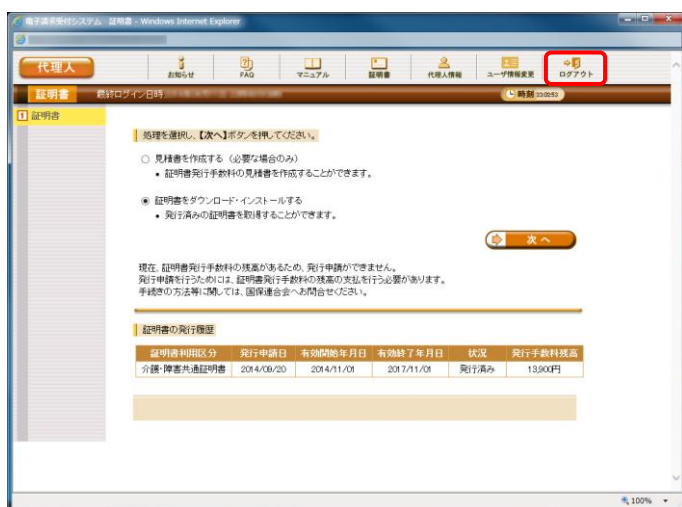 電子請求受付システム 証明書 - Windows Internet Explorer
代理人
お知らせ FAQ マニュアル 証明書 代理人情報 ユーザ情報変更 ログアウト
証明書 最終ログイン日時: 時刻
1 証明書
処理を選択し、【次へ】ボタンを押してください。
見積書を作成する (必要な場合のみ)
• 証明書発行手数料の見積書を作成することができます。
証明書をダウンロード・インストールする
• 発行済みの証明書を取得することができます。
次へ
現在、証明書発行手数料の残高があるため、発行申請ができません。
発行申請を行うためには、証明書発行手数料の残高の支払を行う必要があります。
手続きの方法等に関しては、国保連合会へお問合せください。
証明書の発行履歴
証明書利用区分 発行申請日 有効開始年月日 有効終了年月日 状況 発行手数料残高
介護・障害共通証明書 2014/09/20 2014/11/01 2017/11/01 発行済み 13,900円
100%